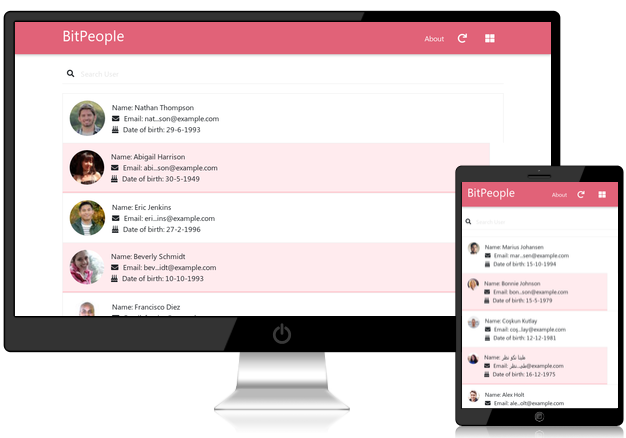 BitPeople
About
Search User
Name: Nathan Thompson
Email: nat...son@example.com
Date of birth: 29-6-1993
Name: Abigail Harrison
Email: abi...son@example.com
Date of birth: 30-5-1949
Name: Eric Jenkins
Email: eri...ins@example.com
Date of birth: 27-2-1996
Name: Beverly Schmidt
Email: bev...idt@example.com
Date of birth: 10-10-1993
Name: Francisco Diez
BitPeople
About
Name: Marius Johansen
Email: mar...sen@example.com
Date of birth: 15-10-1994
Name: Bonnie Johnson
Email: bon...son@example.com
Date of birth: 15-5-1979
Name: Coşkun Kutlay
Email: coş...lay@example.com
Date of birth: 12-12-1981
Name: طینا نكو نظر
Email: طین...نظر@example.com
Date of birth: 16-12-1975
Name: Alex Holt
Email: ale...olt@example.com